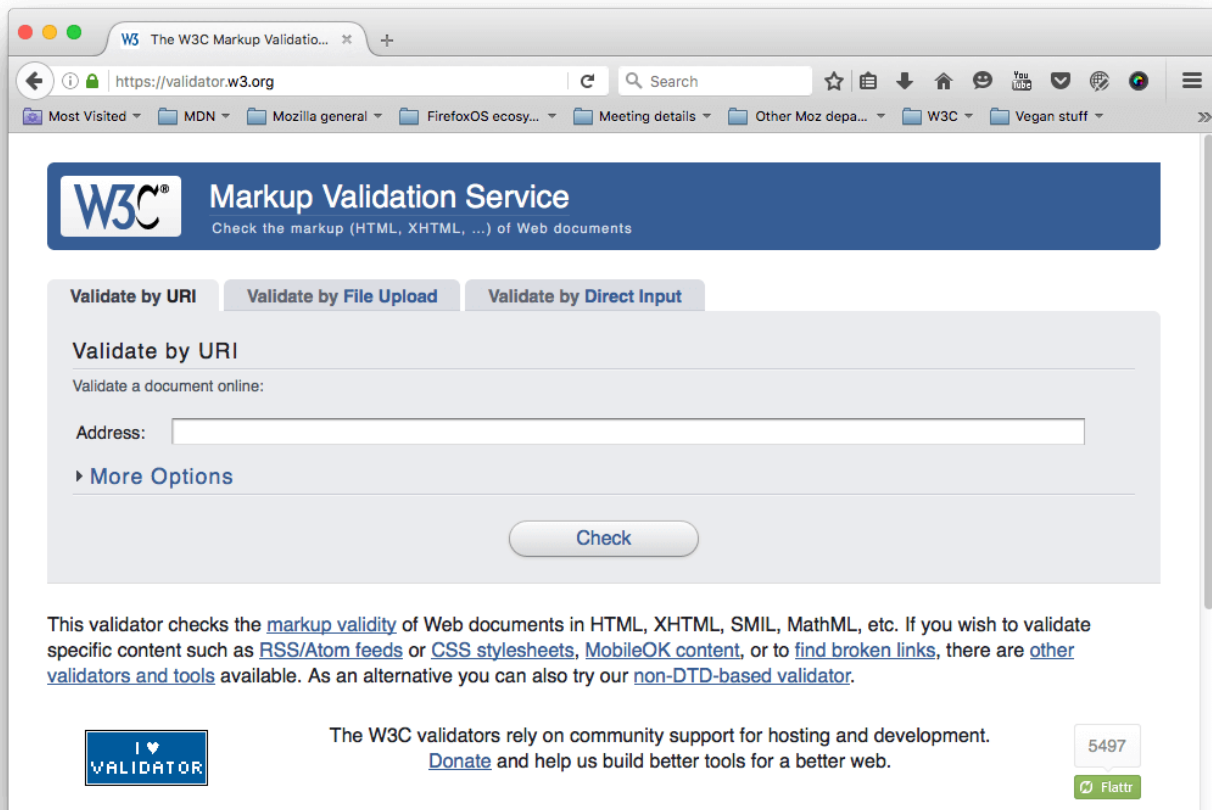 The W3C Markup Validatio...
https://validator.w3.org
Search
You Tube
Most Visited
MDN
Mozilla general
FirefoxOS ecosy...
Meeting details
Other Moz depa...
W3C
Vegan stuff
W3C®
Markup Validation Service
Check the markup (HTML, XHTML, ...) of Web documents
Validate by URI
Validate by File Upload
Validate by Direct Input
Validate by URI
Validate a document online:
Address:
More Options
Check
This validator checks the markup validity of Web documents in HTML, XHTML, SMIL, MathML, etc. If you wish to validate
specific content such as RSS/Atom feeds or CSS stylesheets, MobileOK content, or to find broken links, there are other
validators and tools available. As an alternative you can also try our non-DTD-based validator.
I ♥
VALIDATOR
The W3C validators rely on community support for hosting and development.
Donate and help us build better tools for a better web.
5497
Flattr